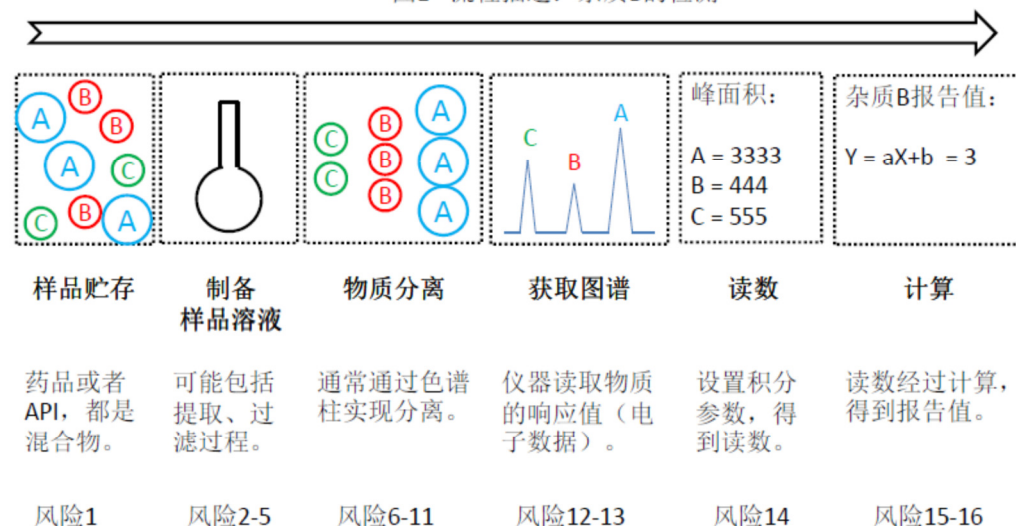 A
B
B
A
C
C
B
A
C
C
B
B
B
A
A
A
C
B
A
峰面积：
A = 3333
B = 444
C = 555
杂质B报告值：
Y = aX+b = 3
样品贮存
制备
样品溶液
物质分离
获取图谱
读数
计算
药品或者
API，都是
混合物。
可能包括
提取、过
滤过程。
通常通过色谱
柱实现分离。
仪器读取物质
的响应值（电
子数据）。
设置积分
参数，得
到读数。
读数经过计算，
得到报告值。
风险1
风险2-5
风险6-11
风险12-13
风险14
风险15-16